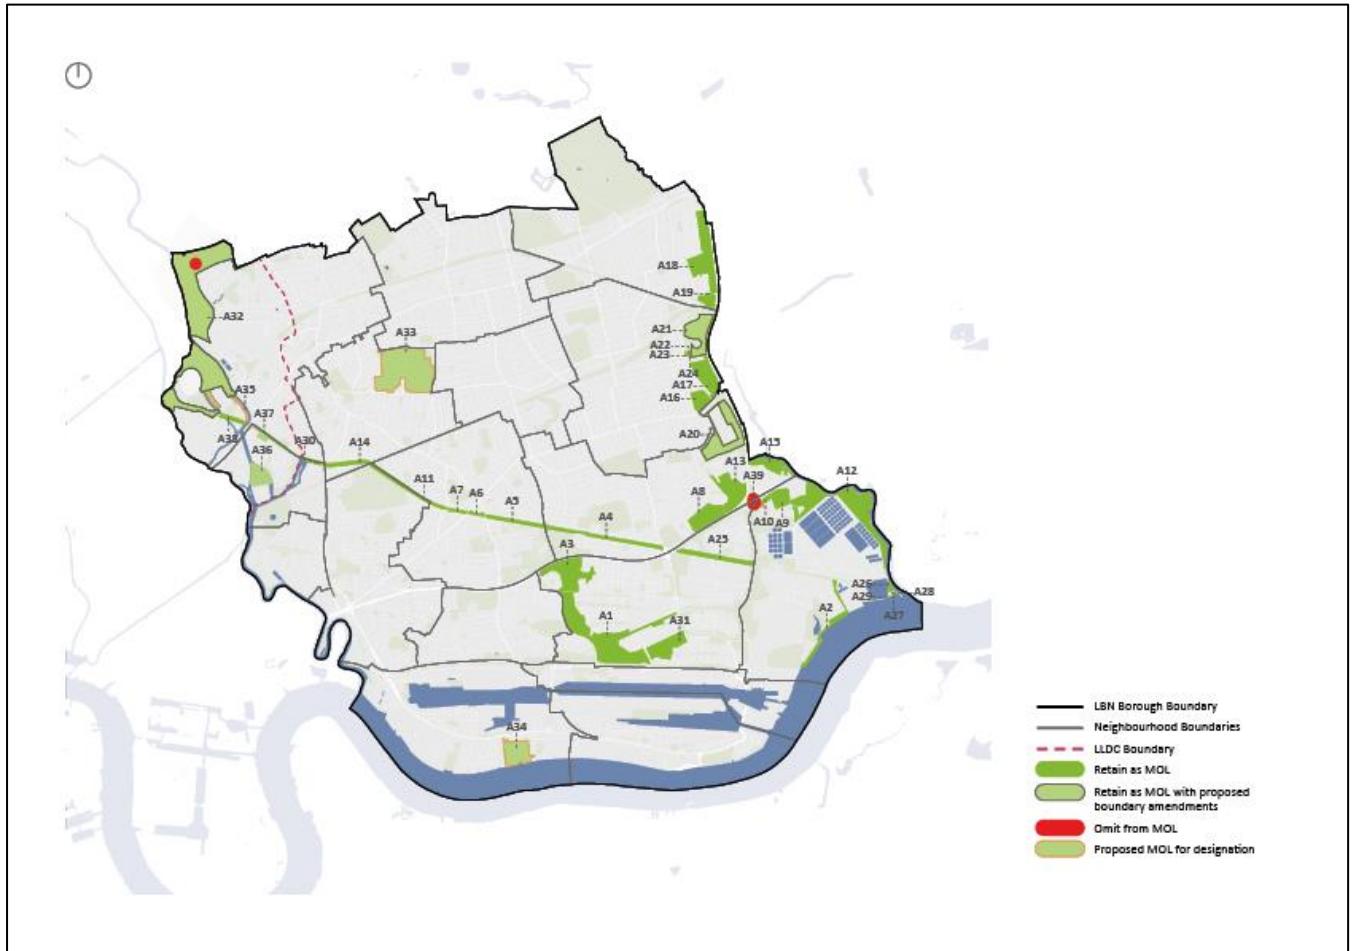 A18
A19
A32
A21
A33
A22
A23
A24
A17
A35
A16
A37
A38
A30
A14
A20
A15
A36
A13
A39
A12
A11
A7
A6
A5
A8
A10
A9
A4
A25
A3
A26
A28
A29
A2
A27
A1
A31
A34
LBN Borough Boundary
Neighbourhood Boundaries
LLDC Boundary
Retain as MOL
Retain as MOL with proposed
boundary amendments
Omit from MOL
Proposed MOL for designation